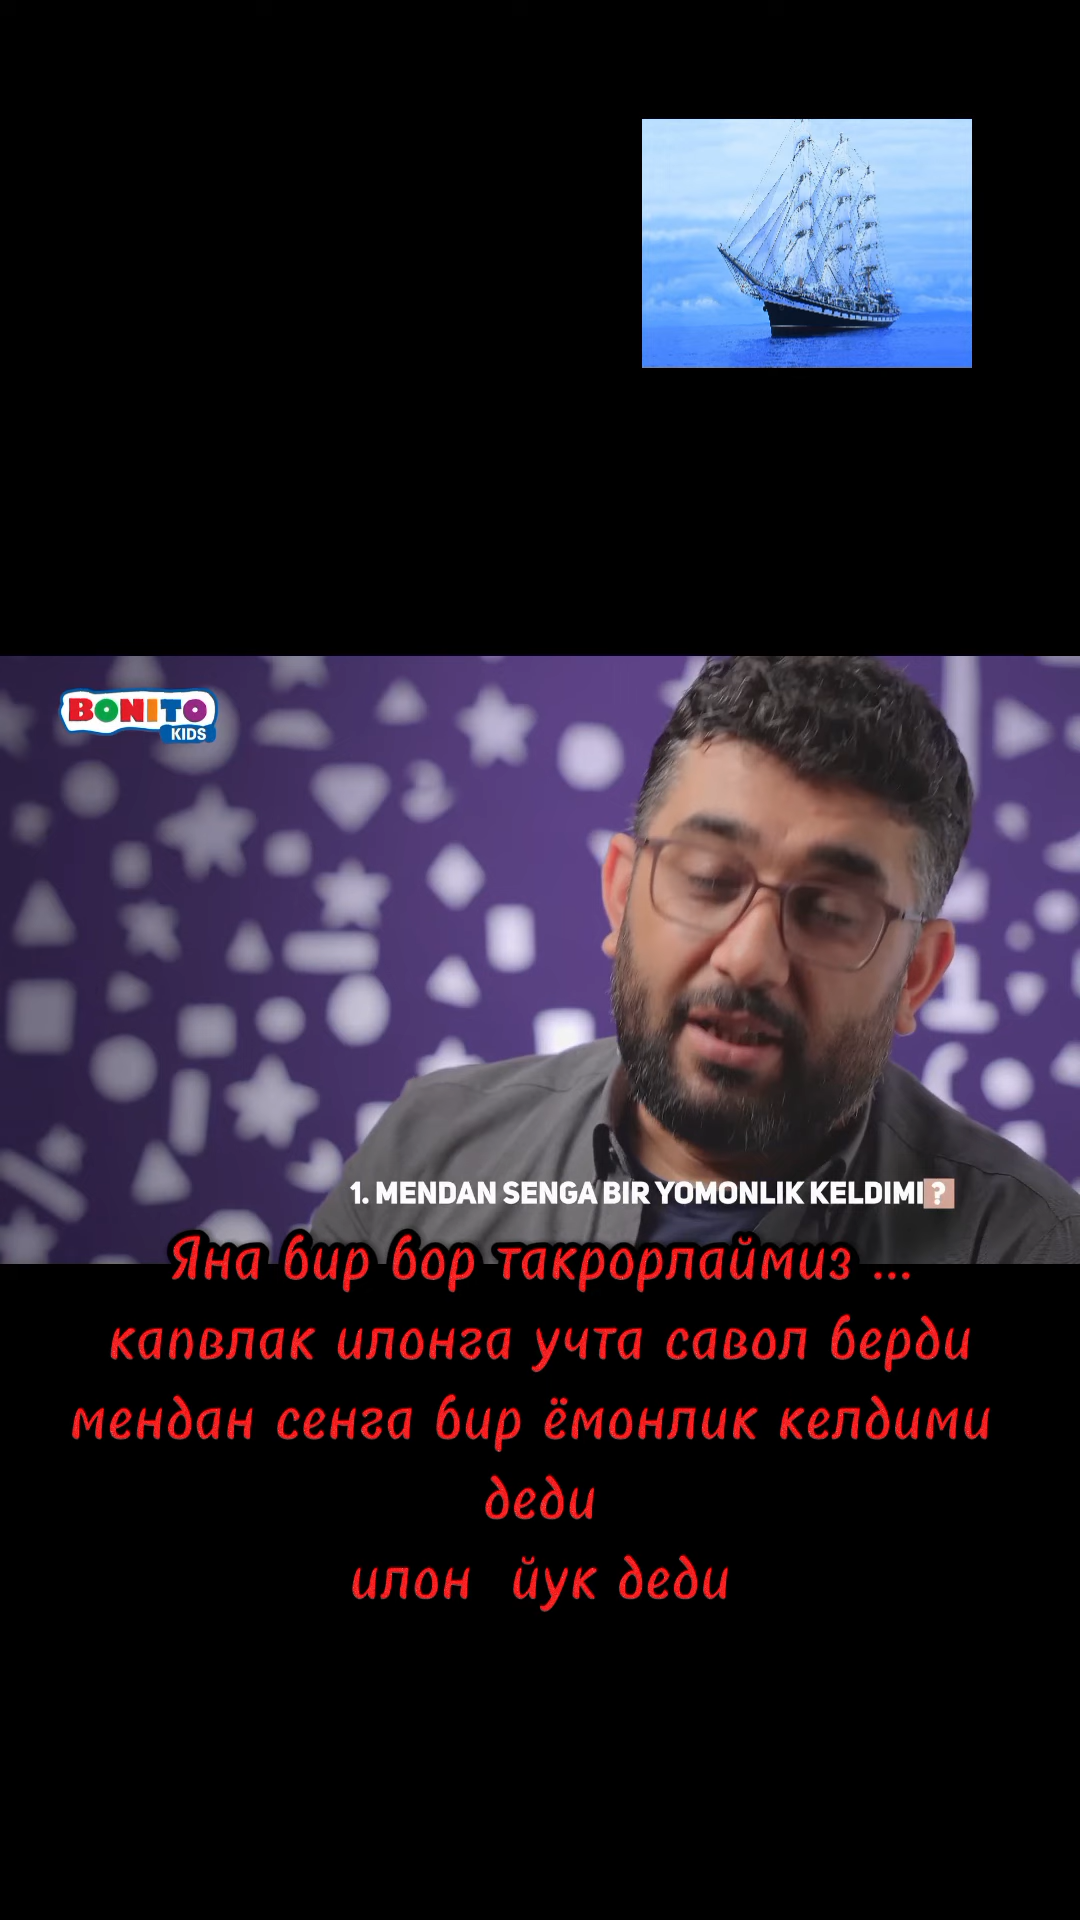 BONITO
KIDS
1. MENDAN SENGA BIR YOMONLIK KELDIMI?
Яна бир бор такрорлаймиз ...
капвлак илонга учта савол берди
мендан сенга бир ёмонлик келдими
деди
илон йук деди